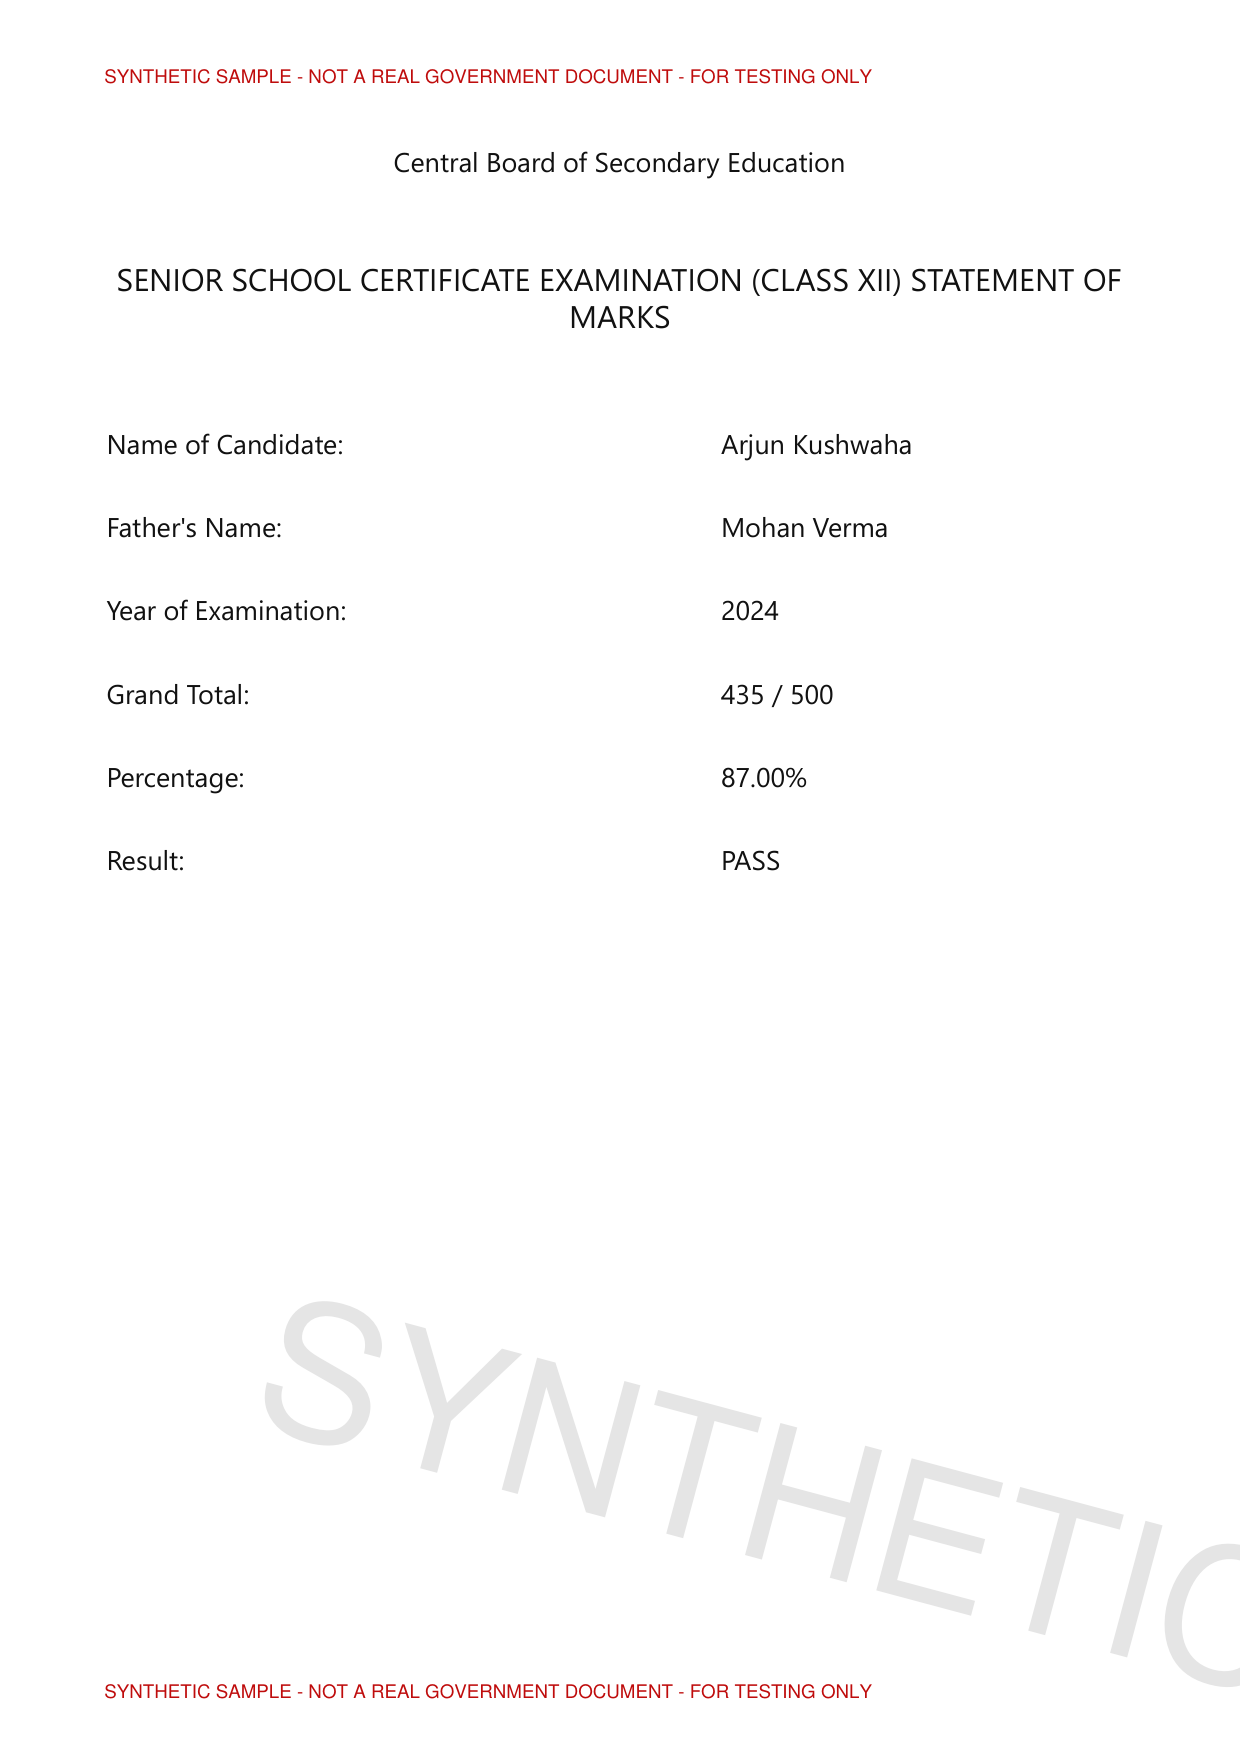 SYNTHETIC SAMPLE - NOT A REAL GOVERNMENT DOCUMENT - FOR TESTING ONLY
Central Board of Secondary Education
SENIOR SCHOOL CERTIFICATE EXAMINATION (CLASS XII) STATEMENT OF
MARKS
Name of Candidate: Arjun Kushwaha
Father's Name: Mohan Verma
Year of Examination: 2024
Grand Total: 435 / 500
Percentage: 87.00%
Result: PASS
SYNTHETIC
SYNTHETIC SAMPLE - NOT A REAL GOVERNMENT DOCUMENT - FOR TESTING ONLY